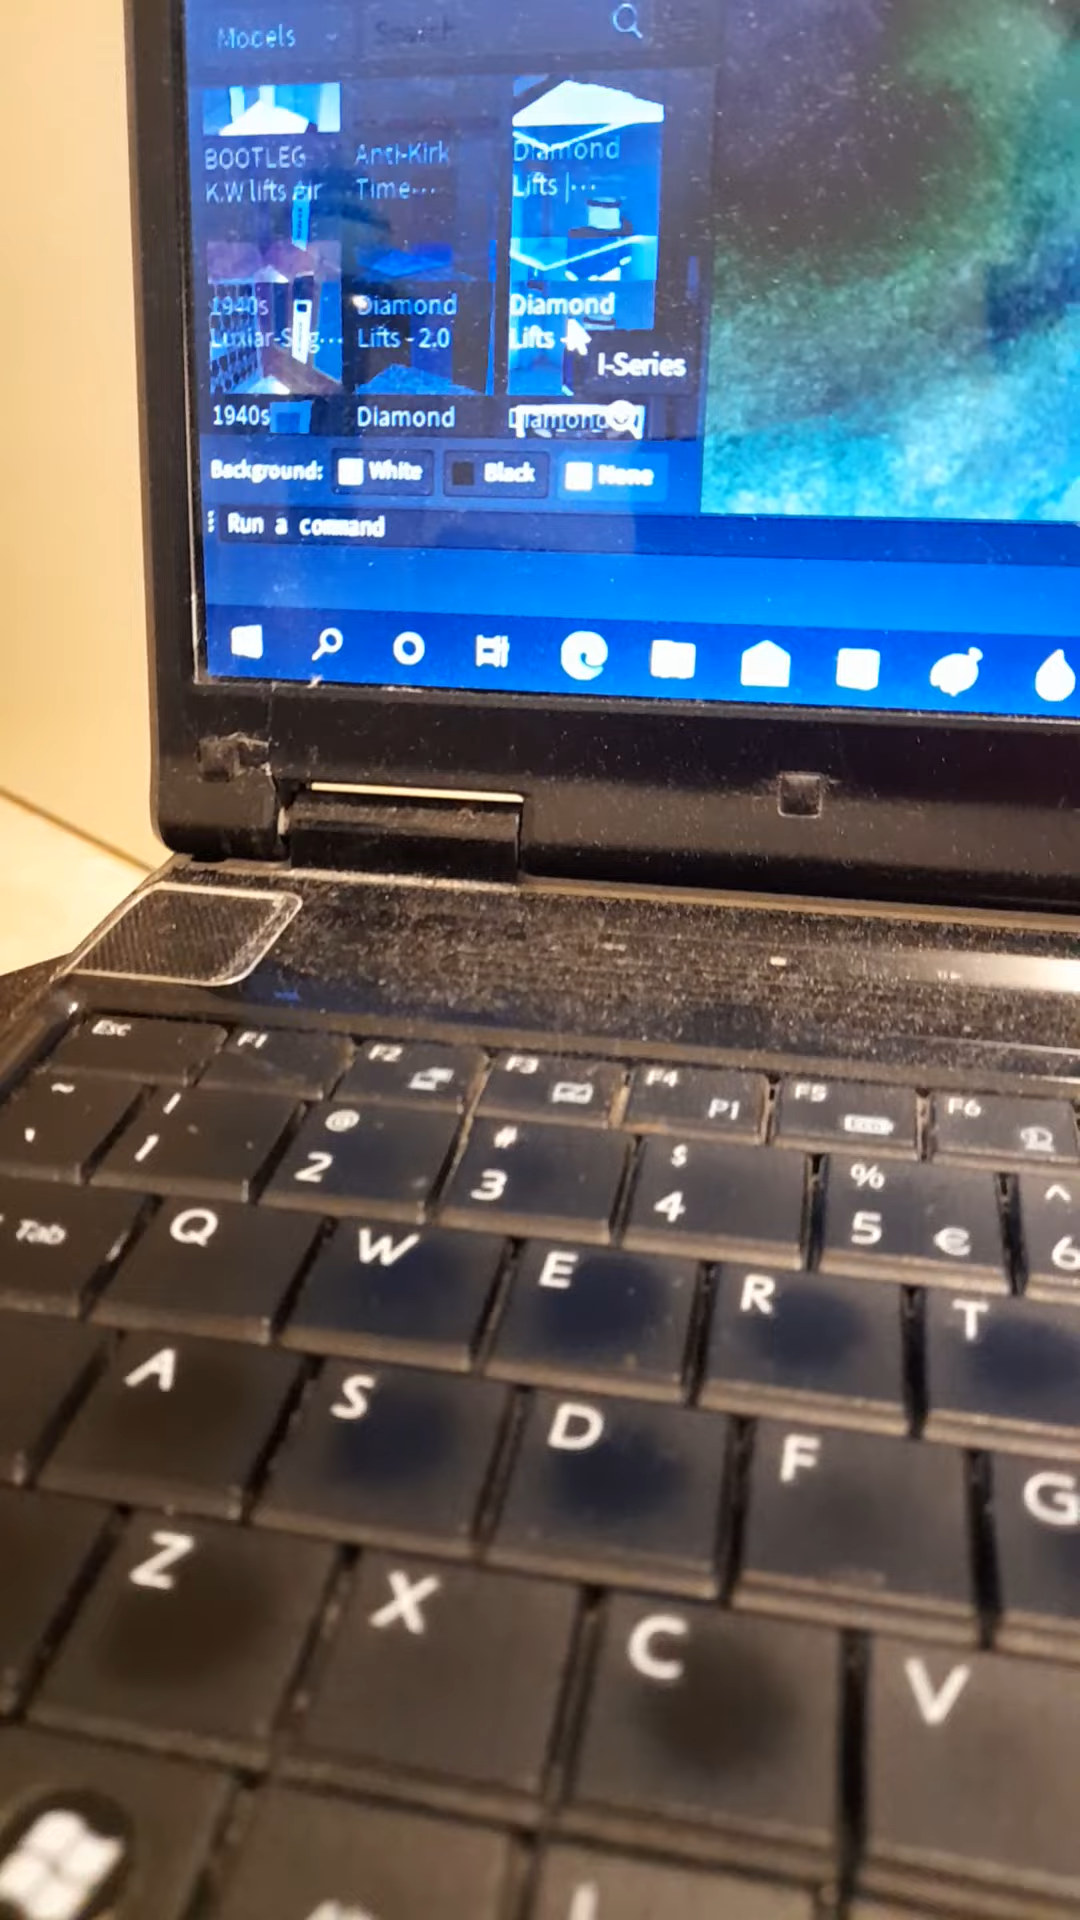 Models
Search
BOOTLEG
K.W lifts Air
Anti-Kirk
Time...
Diamond
Lifts |...
1940s
Diamond
Lifts - 2.0
Diamond
Lifts -
I-Series
1940s
Diamond
Diamond
Background: White Black None
Run a command
Esc F1 F2 F3 F4 P1 F5 F6
~ ! @ # $ % ^
1 2 3 4 5 € 6
Tab Q W E R T
A S D F G
Z X C V